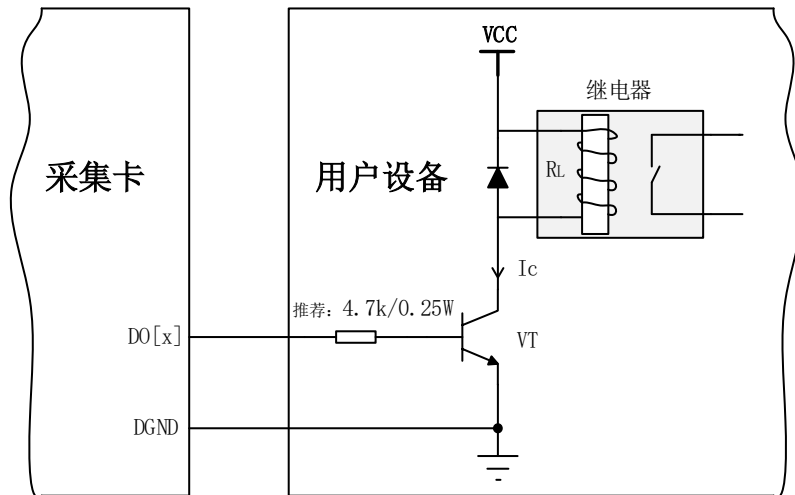 VCC
继电器
采集卡
用户设备
RL
Ic
推荐: 4.7k/0.25W
DO[x]
VT
DGND